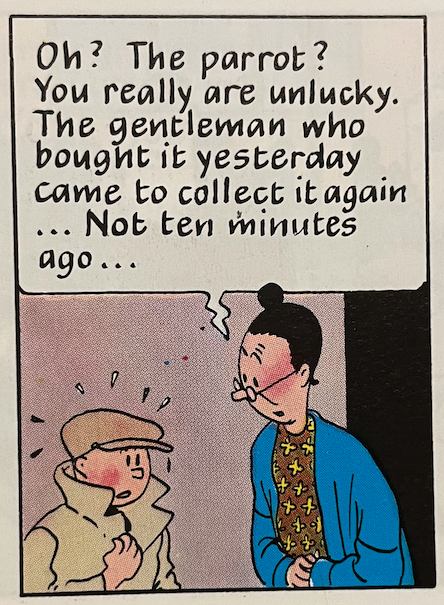 Oh? The parrot?
You really are unlucky.
The gentleman who
bought it yesterday
came to collect it again
... Not ten minutes
ago...